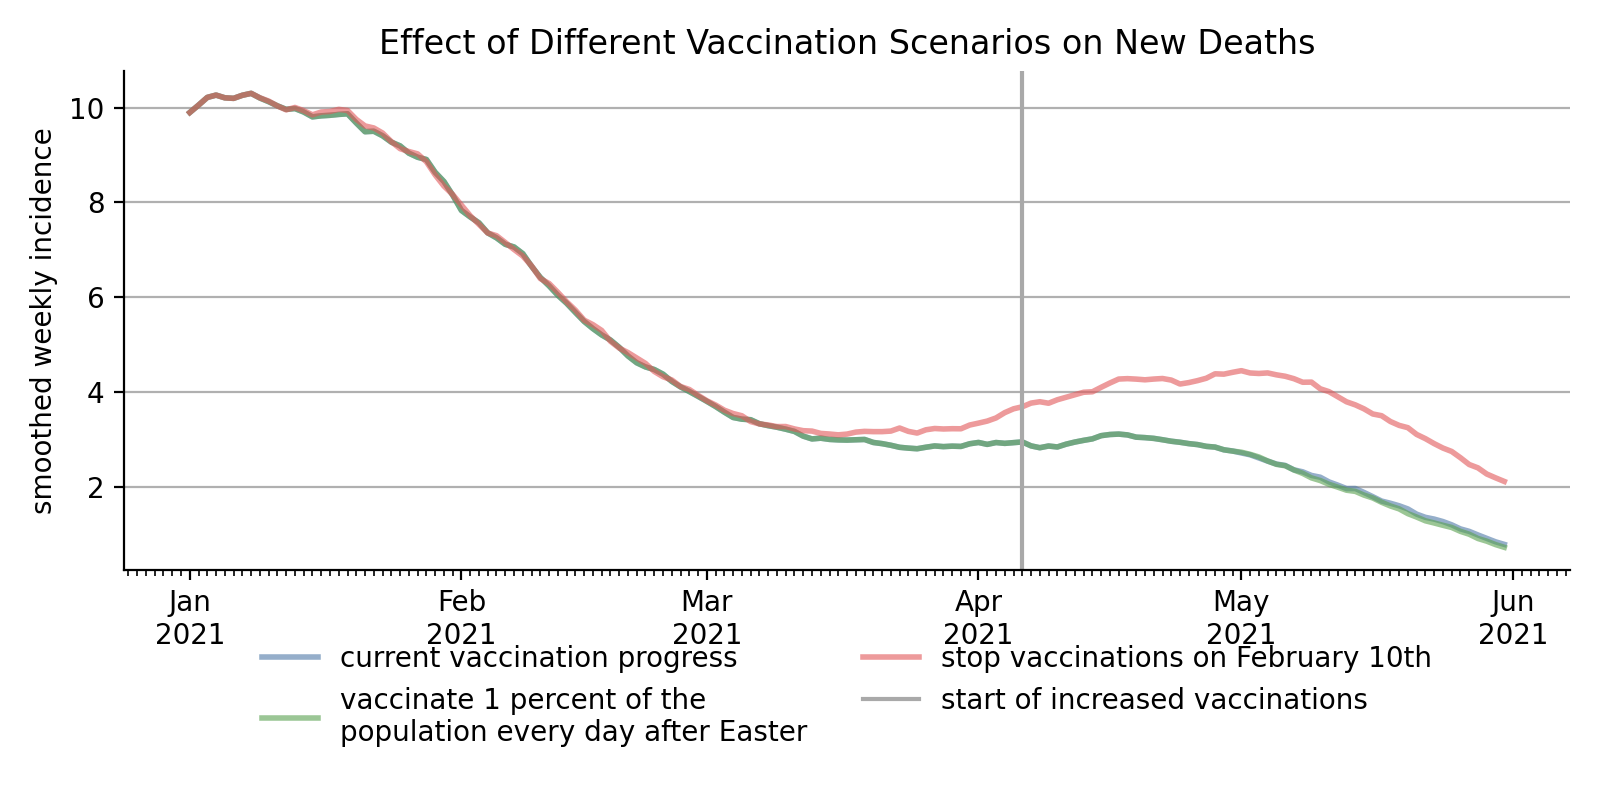 Effect of Different Vaccination Scenarios on New Deaths
smoothed weekly incidence
10
8
6
4
2
Jan Feb Mar Apr May Jun
2021 2021 2021 2021 2021 2021
current vaccination progress
vaccinate 1 percent of the
population every day after Easter
stop vaccinations on February 10th
start of increased vaccinations